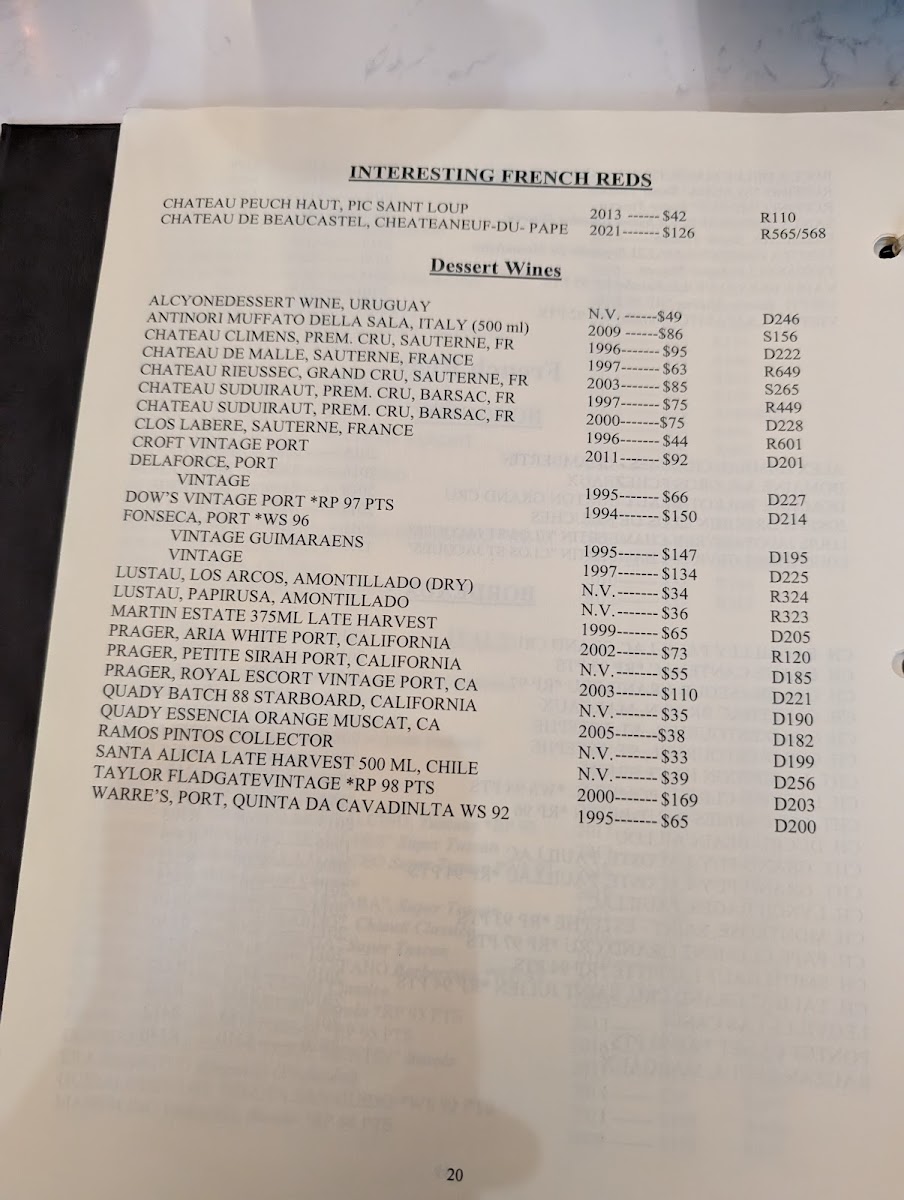 INTERESTING FRENCH REDS
CHATEAU PEUCH HAUT, PIC SAINT LOUP 2013 ------ $42 R110
CHATEAU DE BEAUCASTEL, CHEATEANEUF-DU- PAPE 2021------- $126 R565/568
Dessert Wines
ALCYONEDESSERT WINE, URUGUAY N.V. ------$49 D246
ANTINORI MUFFATO DELLA SALA, ITALY (500 ml) 2009 ------$86 S156
CHATEAU CLIMENS, PREM. CRU, SAUTERNE, FR 1996------- $95 D222
CHATEAU DE MALLE, SAUTERNE, FRANCE 1997------- $63 R649
CHATEAU RIEUSSEC, GRAND CRU, SAUTERNE, FR 2003------- $85 S265
CHATEAU SUDUIRAUT, PREM. CRU, BARSAC, FR 1997------- $75 R449
CHATEAU SUDUIRAUT, PREM. CRU, BARSAC, FR 2000-------$75 D228
CLOS LABERE, SAUTERNE, FRANCE 1996------- $44 R601
CROFT VINTAGE PORT 2011------- $92 D201
DELAFORCE, PORT
VINTAGE 1995------- $66 D227
DOW'S VINTAGE PORT *RP 97 PTS 1994------- $150 D214
FONSECA, PORT *WS 96
VINTAGE GUIMARAENS 1995------- $147 D195
VINTAGE 1997------- $134 D225
LUSTAU, LOS ARCOS, AMONTILLADO (DRY) N.V.------- $34 R324
LUSTAU, PAPIRUSA, AMONTILLADO N.V.------- $36 R323
MARTIN ESTATE 375ML LATE HARVEST 1999------- $65 D205
PRAGER, ARIA WHITE PORT, CALIFORNIA 2002------- $73 R120
PRAGER, PETITE SIRAH PORT, CALIFORNIA N.V.------- $55 D185
PRAGER, ROYAL ESCORT VINTAGE PORT, CA 2003------- $110 D221
QUADY BATCH 88 STARBOARD, CALIFORNIA N.V.------- $35 D190
QUADY ESSENCIA ORANGE MUSCAT, CA 2005-------$38 D182
RAMOS PINTOS COLLECTOR N.V.------- $33 D199
SANTA ALICIA LATE HARVEST 500 ML, CHILE N.V.------- $39 D256
TAYLOR FLADGATEVINTAGE *RP 98 PTS 2000------- $169 D203
WARRE'S, PORT, QUINTA DA CAVADINLTA WS 92 1995------- $65 D200
20